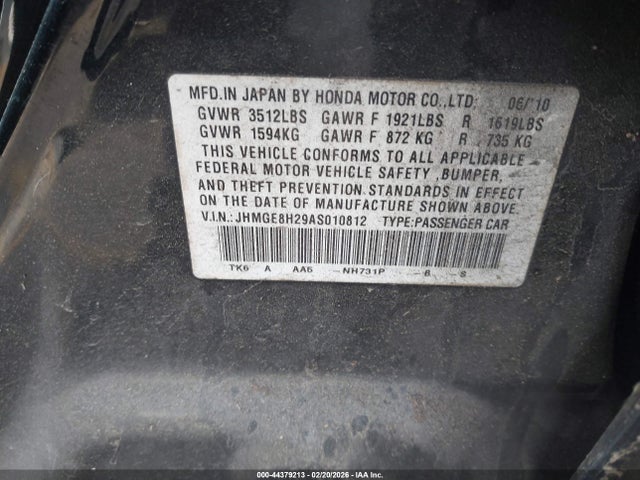 MFD.IN JAPAN BY HONDA MOTOR CO.,LTD: 06/'10
GVWR 3512LBS GAWR F 1921LBS R 1619LBS
GVWR 1594KG GAWR F 872 KG R 735 KG
THIS VEHICLE CONFORMS TO ALL APPLICABLE
FEDERAL MOTOR VEHICLE SAFETY ,BUMPER,
AND THEFT PREVENTION STANDARDS IN EFFECT
ON THE DATE OF MANUFACTURE SHOWN ABOVE.
V.I.N.: JHMGE8H29AS010812 TYPE:PASSENGER CAR
TK6 A AA5 -NH731P -B -S
000-44379213 - 02/20/2026 - IAA Inc.